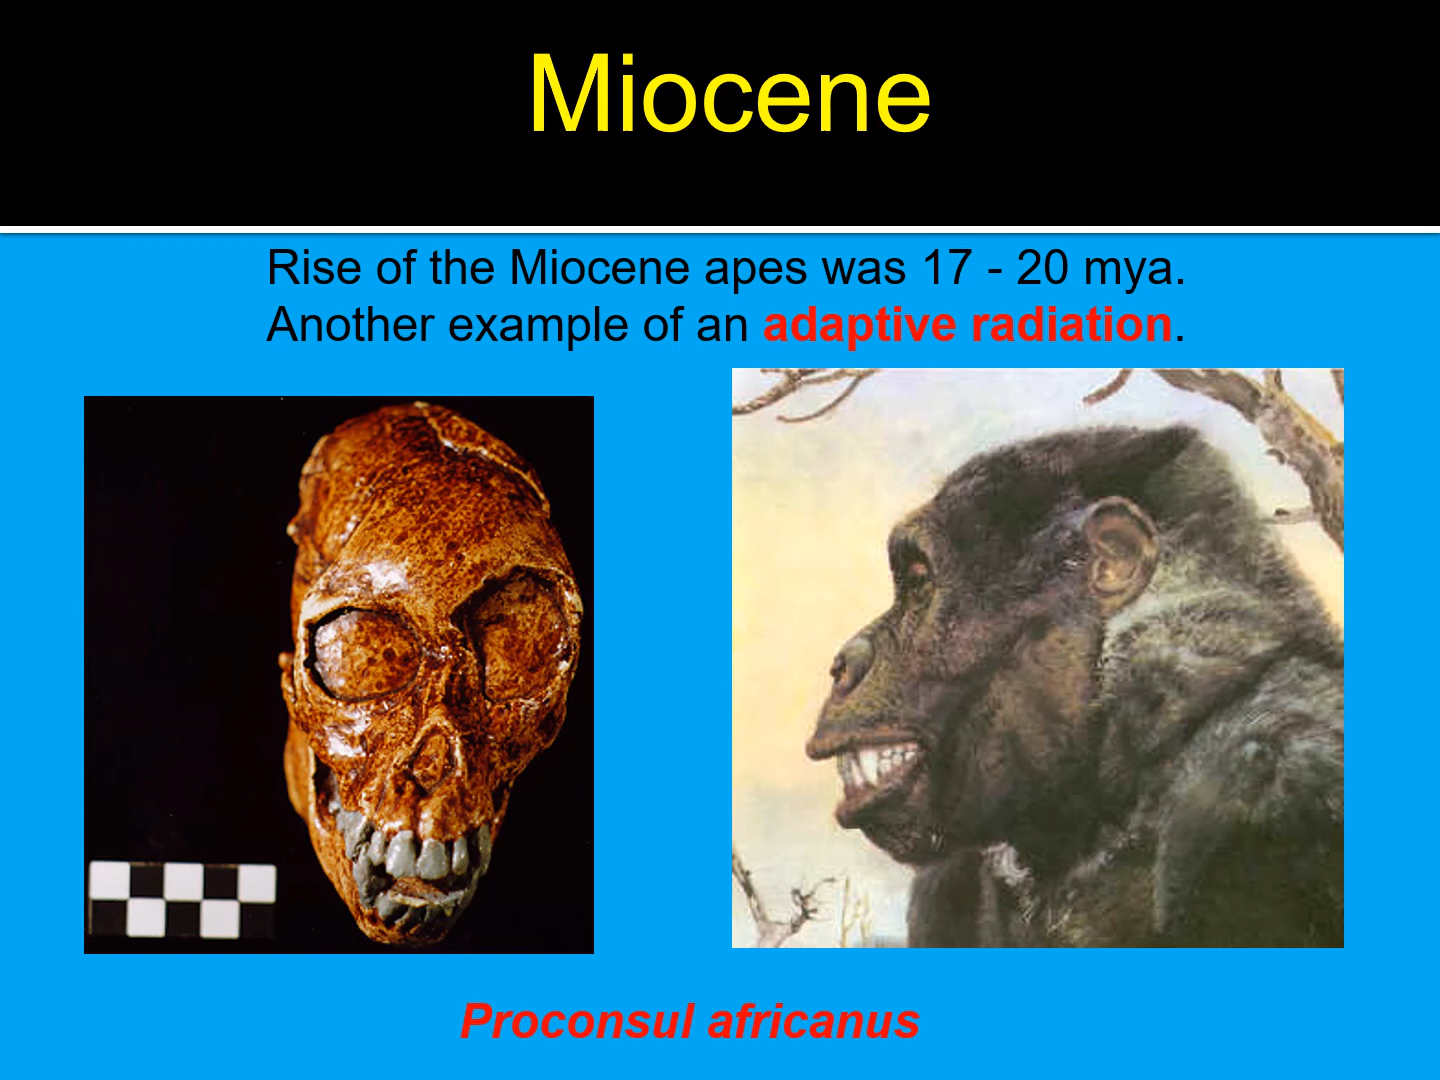 Miocene
Rise of the Miocene apes was 17 - 20 mya.
Another example of an adaptive radiation.
Proconsul africanus